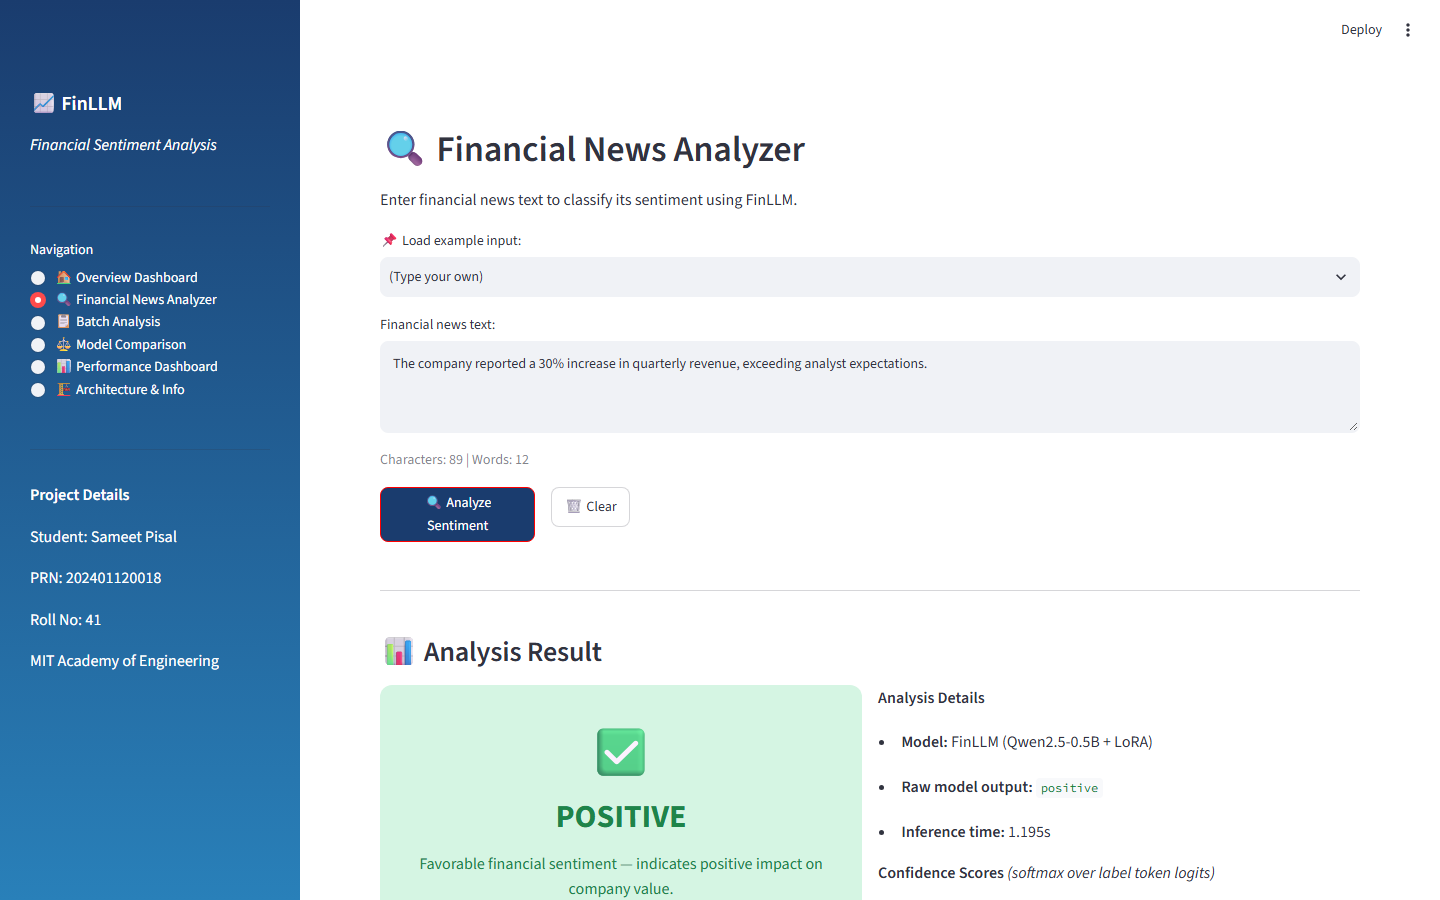 FinLLM
Financial Sentiment Analysis
Navigation
Overview Dashboard
Financial News Analyzer
Batch Analysis
Model Comparison
Performance Dashboard
Architecture & Info
Project Details
Student: Sameet Pisal
PRN: 202401120018
Roll No: 41
MIT Academy of Engineering
Deploy
Financial News Analyzer
Enter financial news text to classify its sentiment using FinLLM.
Load example input:
(Type your own)
Financial news text:
The company reported a 30% increase in quarterly revenue, exceeding analyst expectations.
Characters: 89 | Words: 12
Analyze
Sentiment
Clear
Analysis Result
POSITIVE
Favorable financial sentiment — indicates positive impact on
company value.
Analysis Details
Model: FinLLM (Qwen2.5-0.5B + LoRA)
Raw model output: positive
Inference time: 1.195s
Confidence Scores (softmax over label token logits)